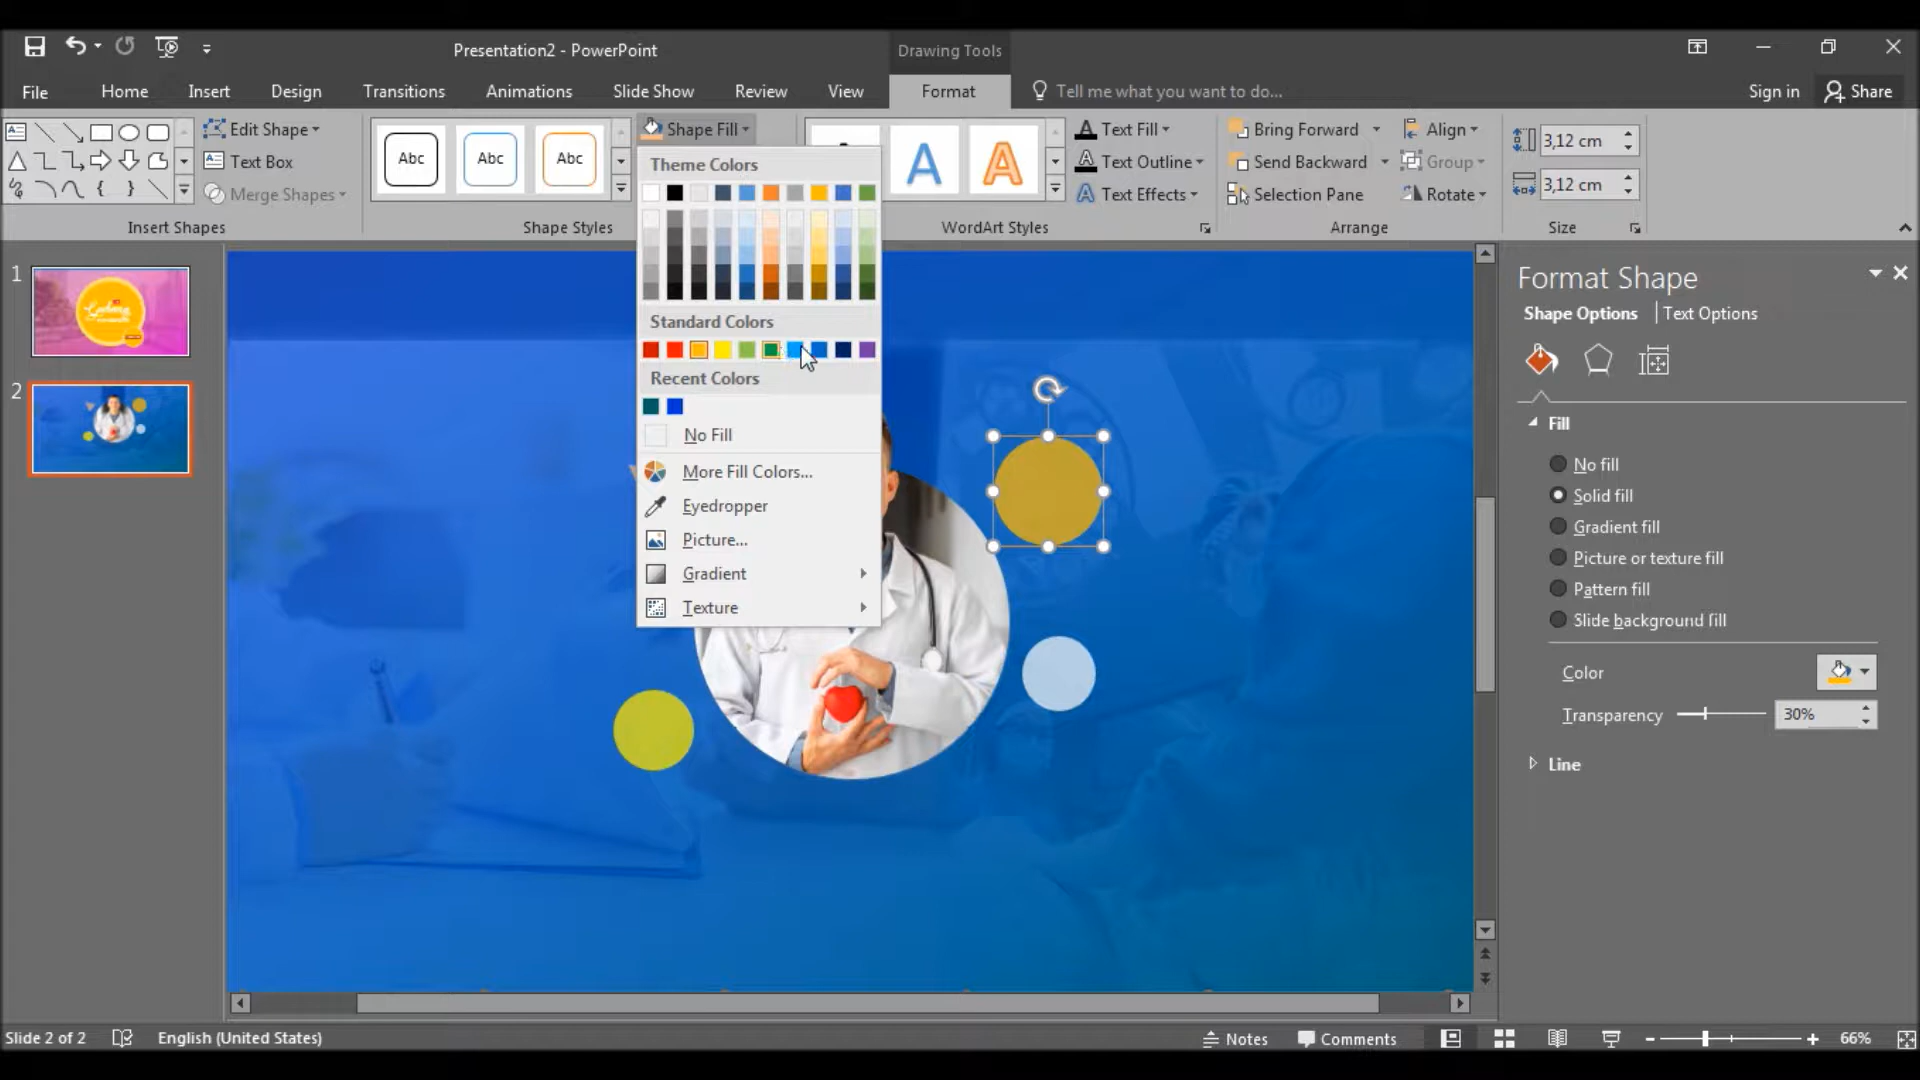 Presentation2 - PowerPoint
Drawing Tools
File
Home
Insert
Design
Transitions
Animations
Slide Show
Review
View
Format
Tell me what you want to do...
Sign in
Share
Edit Shape
Text Box
Merge Shapes
Insert Shapes
Abc
Abc
Abc
Shape Styles
Shape Fill
Theme Colors
Standard Colors
Recent Colors
No Fill
More Fill Colors...
Eyedropper
Picture...
Gradient
Texture
A
A
WordArt Styles
Text Fill
Text Outline
Text Effects
Bring Forward
Send Backward
Selection Pane
Align
Group
Rotate
Arrange
3,12 cm
3,12 cm
Size
1
2
Format Shape
Shape Options
Text Options
Fill
No fill
Solid fill
Gradient fill
Picture or texture fill
Pattern fill
Slide background fill
Color
Transparency
30%
Line
Slide 2 of 2
English (United States)
Notes
Comments
66%